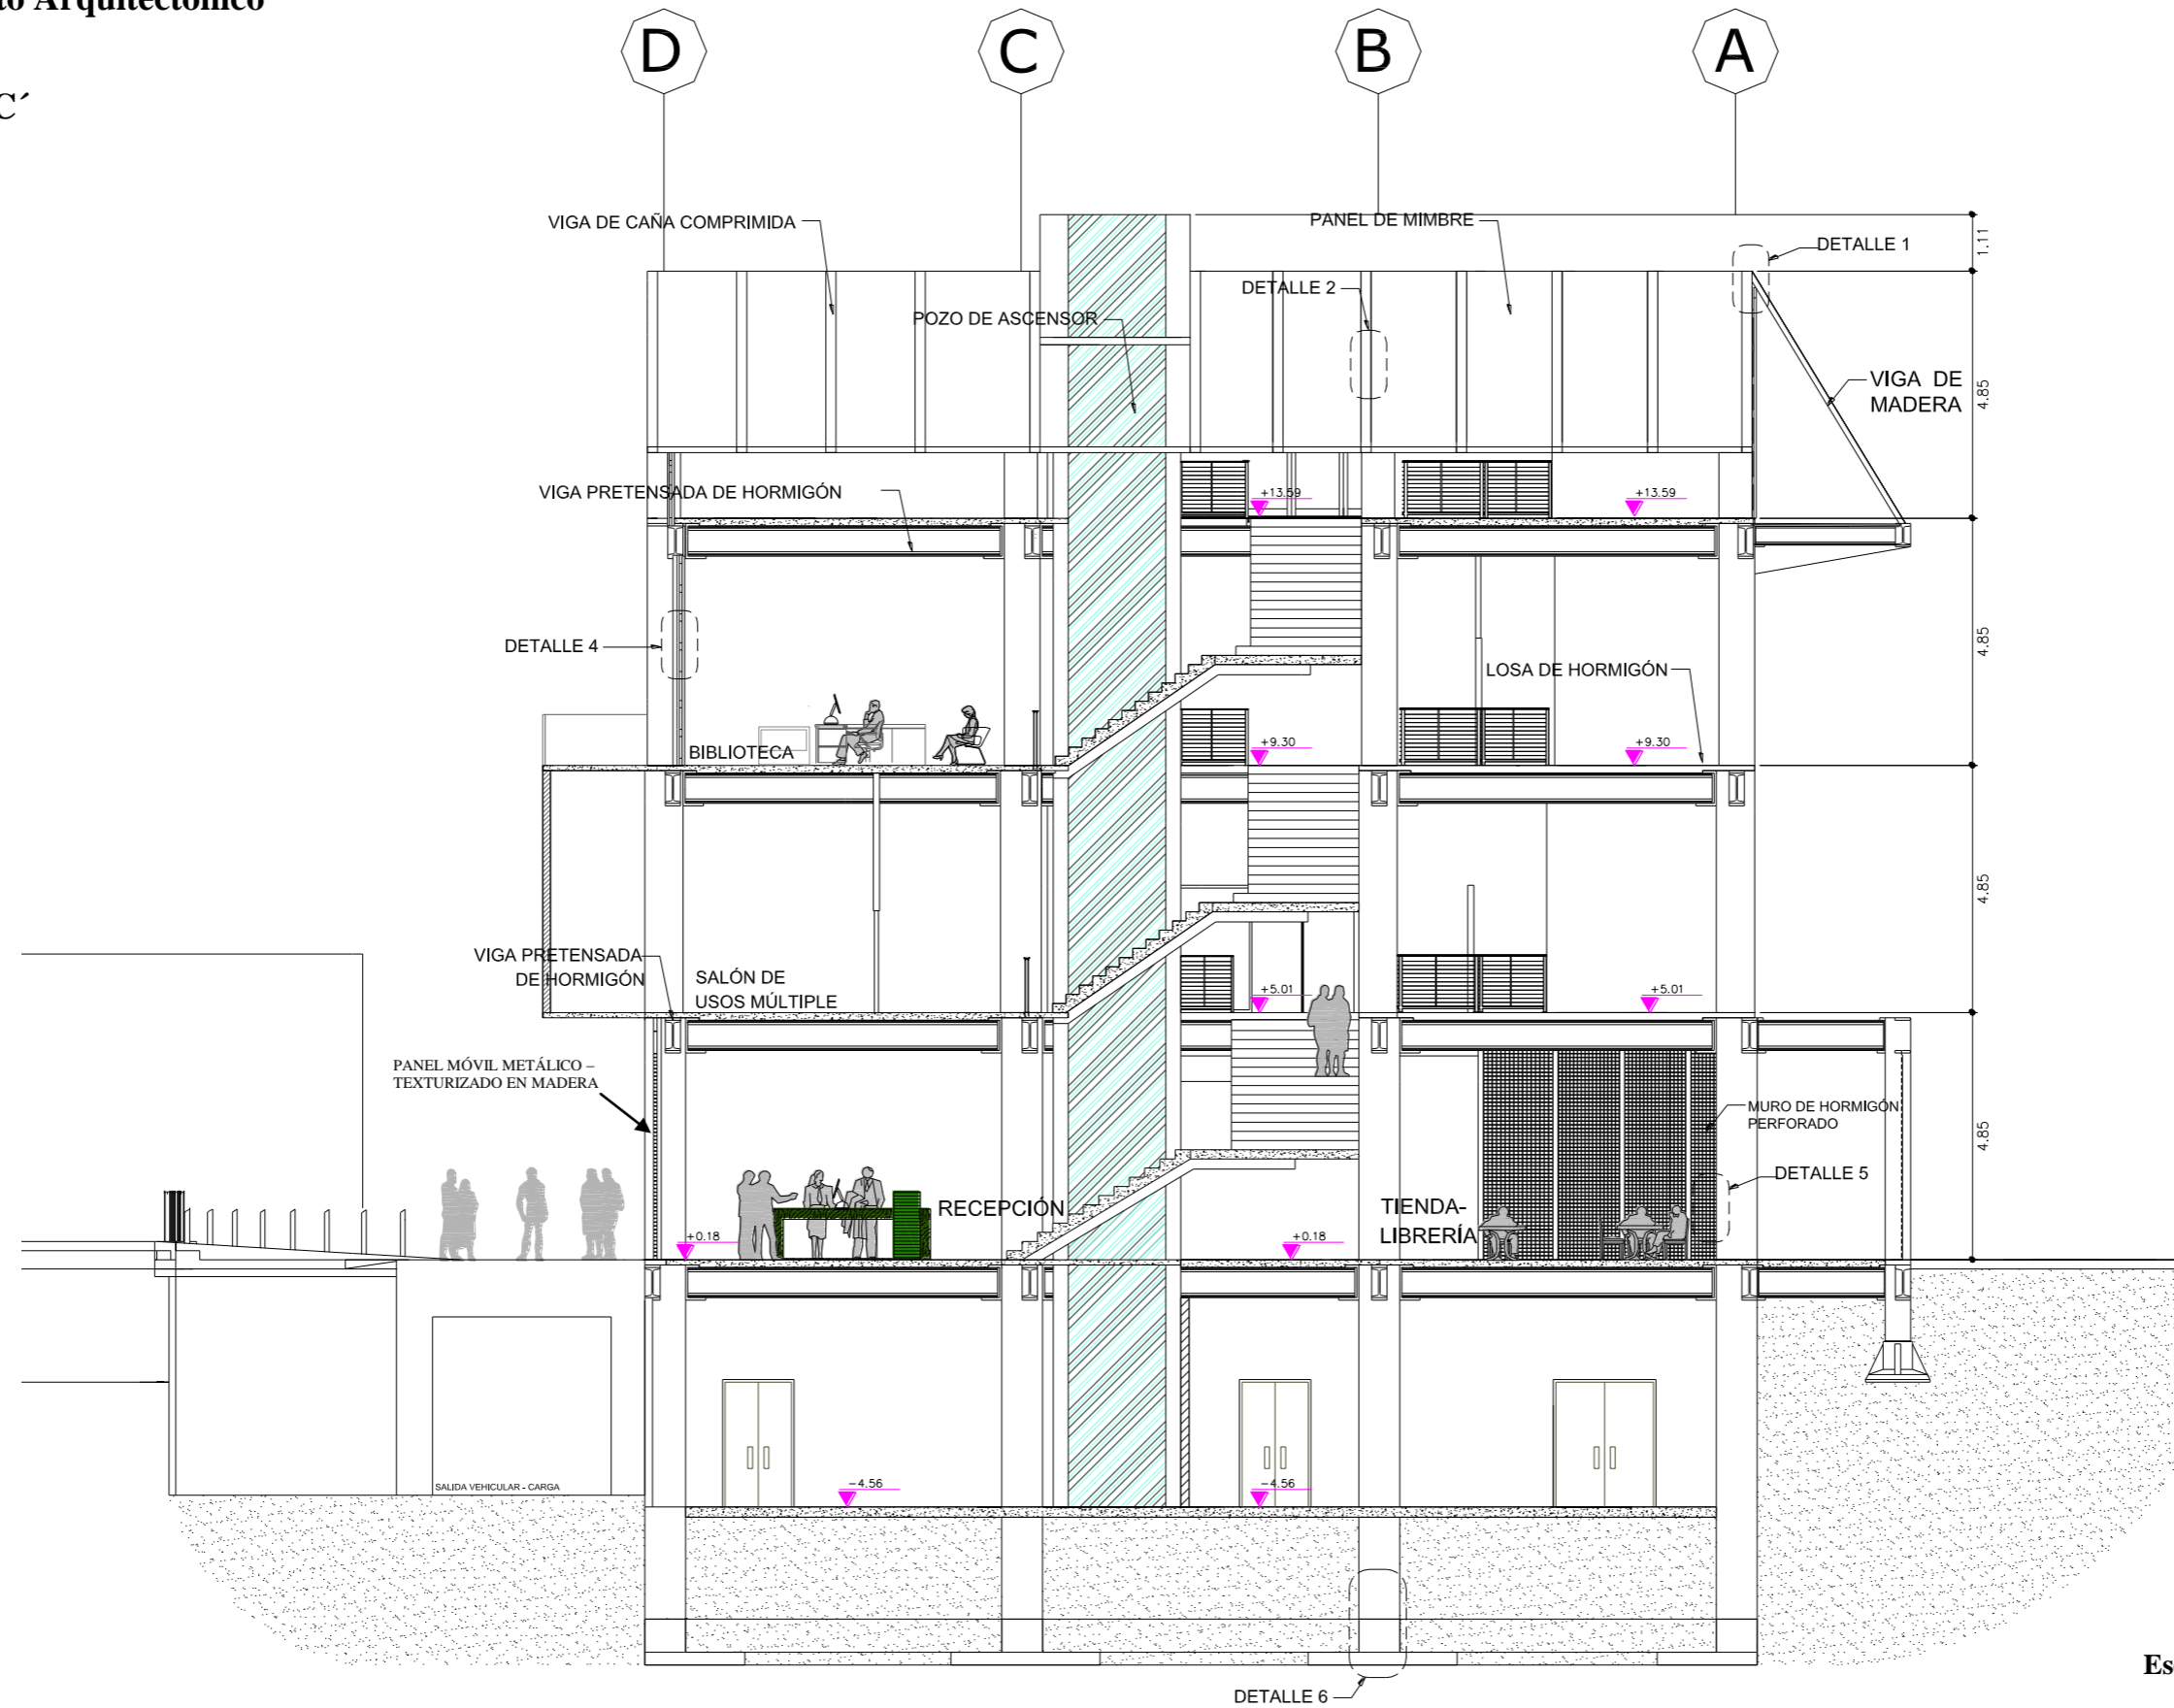 to Arquitectónico
C´
D
C
B
A
VIGA DE CAÑA COMPRIMIDA
PANEL DE MIMBRE
DETALLE 1
1.11
DETALLE 2
POZO DE ASCENSOR
VIGA DE
MADERA
4.85
VIGA PRETENSADA DE HORMIGÓN
+13.59
+13.59
DETALLE 4
4.85
LOSA DE HORMIGÓN
BIBLIOTECA
+9.30
+9.30
4.85
VIGA PRETENSADA
DE HORMIGÓN
SALÓN DE
USOS MÚLTIPLE
+5.01
+5.01
PANEL MÓVIL METÁLICO –
TEXTURIZADO EN MADERA
MURO DE HORMIGÓN
PERFORADO
4.85
DETALLE 5
RECEPCIÓN
TIENDA-
LIBRERÍA
+0.18
+0.18
SALIDA VEHICULAR - CARGA
-4.56
-4.56
DETALLE 6
Es